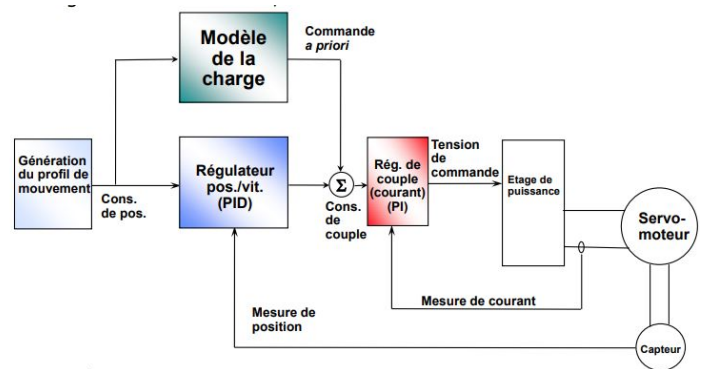 Modèle
de la
charge
Commande
a priori
Génération
du profil de
mouvement
Cons.
de pos.
Régulateur
pos./vit.
(PID)
Σ
Cons.
de
couple
Rég. de
couple
(courant)
(PI)
Tension
de
commande
Etage de
puissance
Servo-
moteur
Mesure de courant
Mesure de
position
Capteur